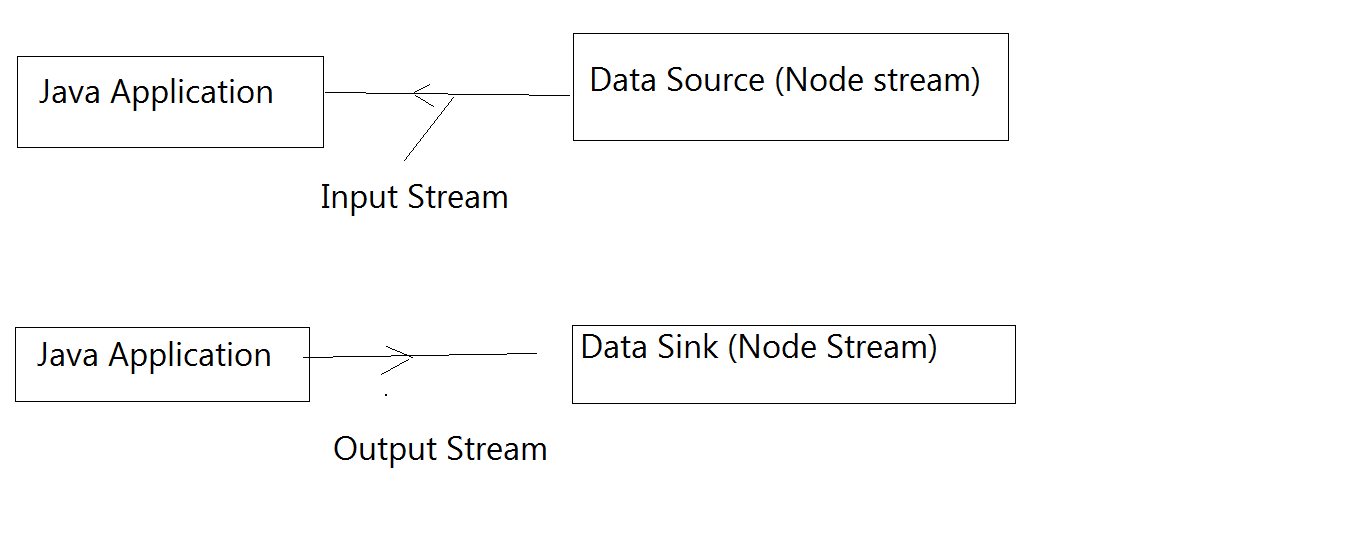 Java Application
Data Source (Node stream)
Input Stream
Java Application
Data Sink (Node Stream)
Output Stream